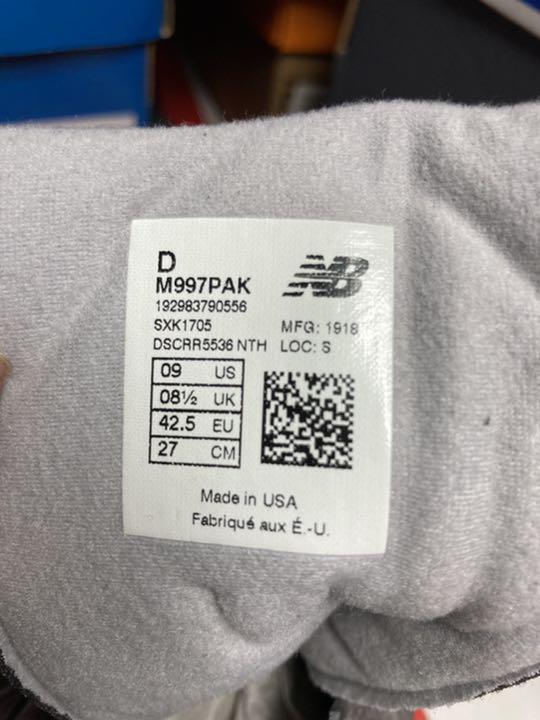 D
M997PAK
NB
192983790556
SXK1705 MFG: 1918
DSCRR5536 NTH LOC: S
09 US
08½ UK
42.5 EU
27 CM
Made in USA
Fabriqué aux É.-U.